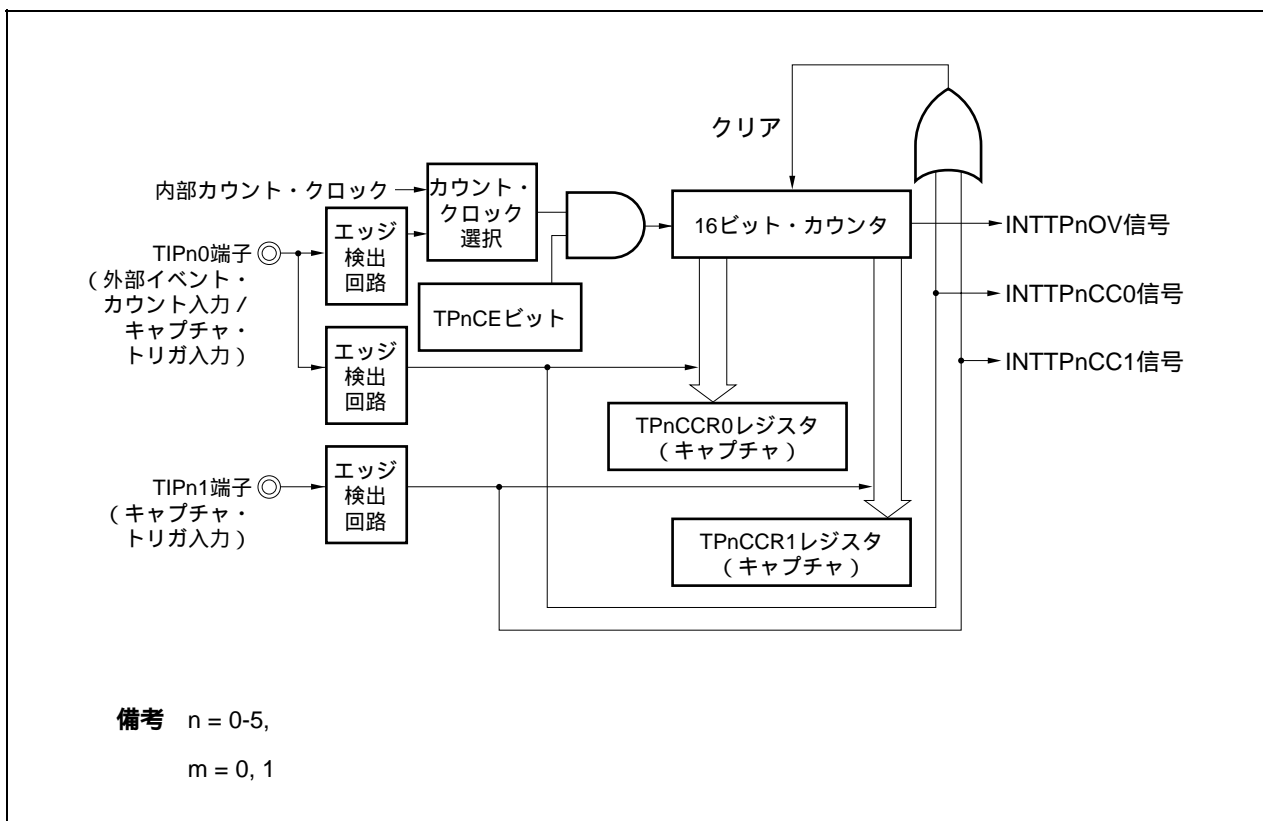 クリア
内部カウント・クロック
カウント・
クロック
選択
16ビット・カウンタ
INTTPnOV信号
TIPn0端子
(外部イベント・
カウント入力/
キャプチャ・
トリガ入力)
エッジ
検出
回路
TPnCEビット
INTTPnCC0信号
エッジ
検出
回路
INTTPnCC1信号
TPnCCR0レジスタ
(キャプチャ)
TIPn1端子
(キャプチャ・
トリガ入力)
エッジ
検出
回路
TPnCCR1レジスタ
(キャプチャ)
備考 n = 0-5,
m = 0, 1